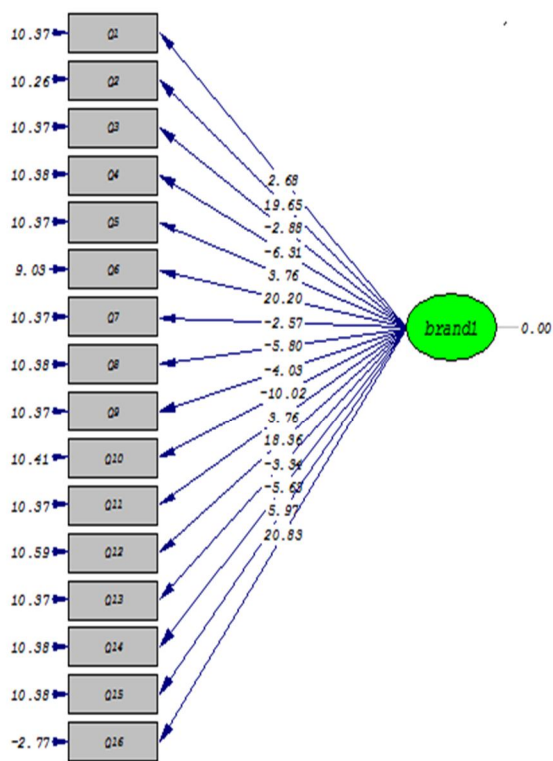 10.37 Q1
10.26 Q2
10.37 Q3
10.38 Q4
10.37 Q5
9.03 Q6
10.37 Q7
10.38 Q8
10.37 Q9
10.41 Q10
10.37 Q11
10.59 Q12
10.37 Q13
10.38 Q14
10.38 Q15
-2.77 Q16
2.68
19.65
-2.88
-6.31
3.76
20.20
-2.57
-5.80
-4.03
-10.02
3.76
18.36
-3.34
-5.63
5.97
20.83
brand1 0.00